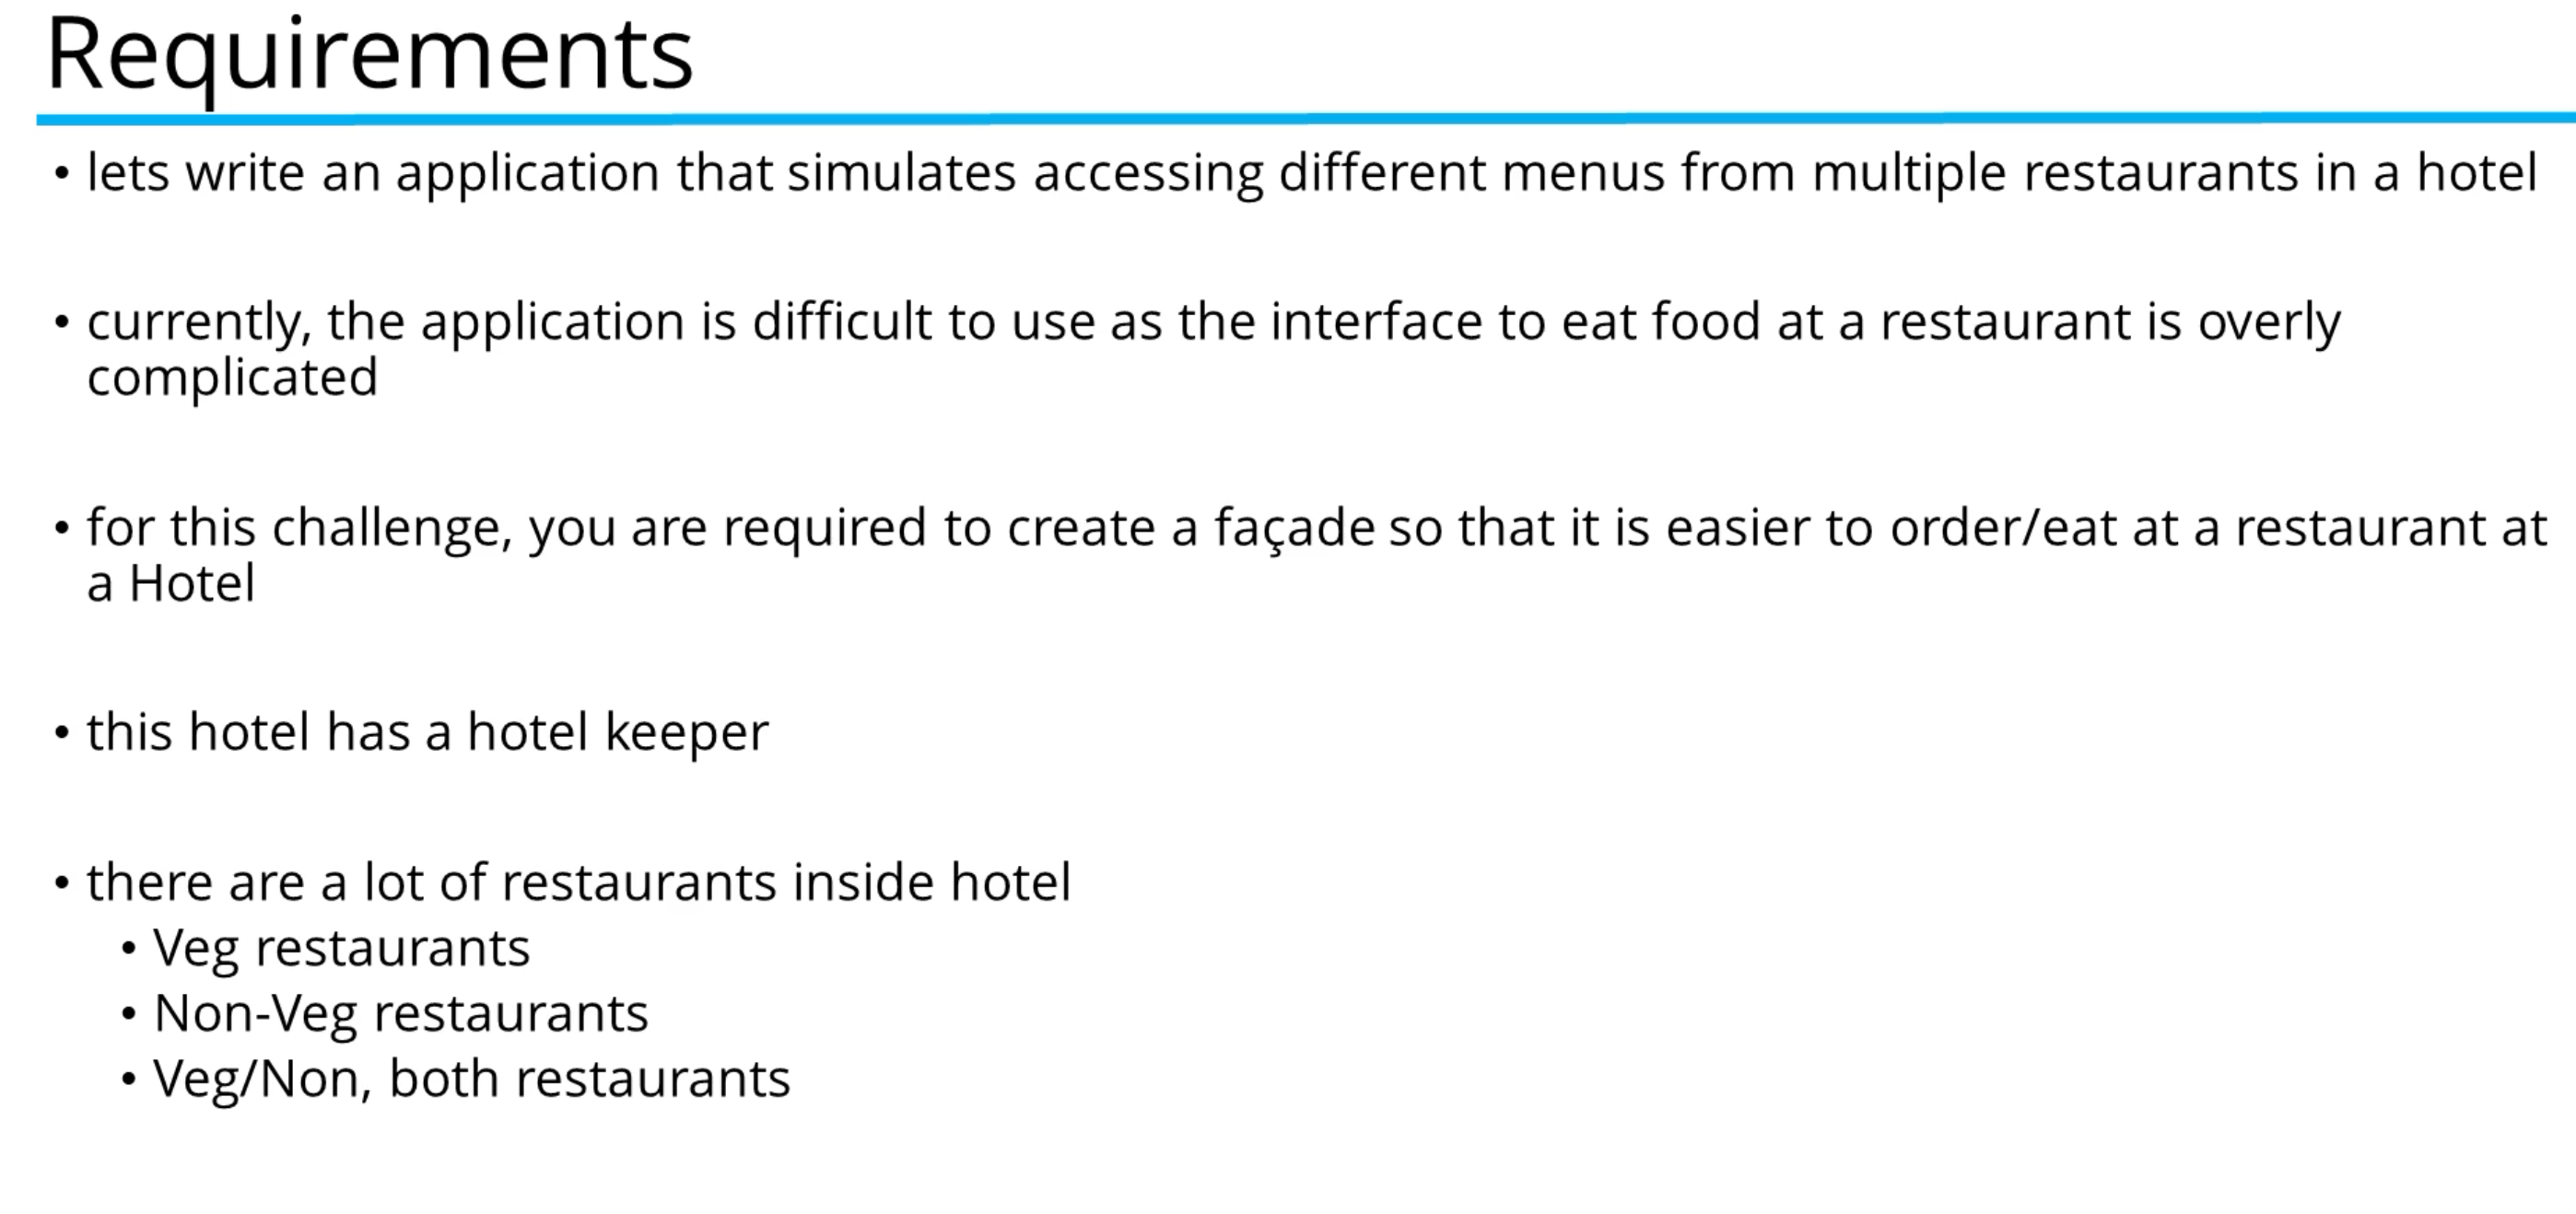 Requirements
• lets write an application that simulates accessing different menus from multiple restaurants in a hotel
• currently, the application is difficult to use as the interface to eat food at a restaurant is overly
complicated
• for this challenge, you are required to create a façade so that it is easier to order/eat at a restaurant at
a Hotel
• this hotel has a hotel keeper
• there are a lot of restaurants inside hotel
• Veg restaurants
• Non-Veg restaurants
• Veg/Non, both restaurants